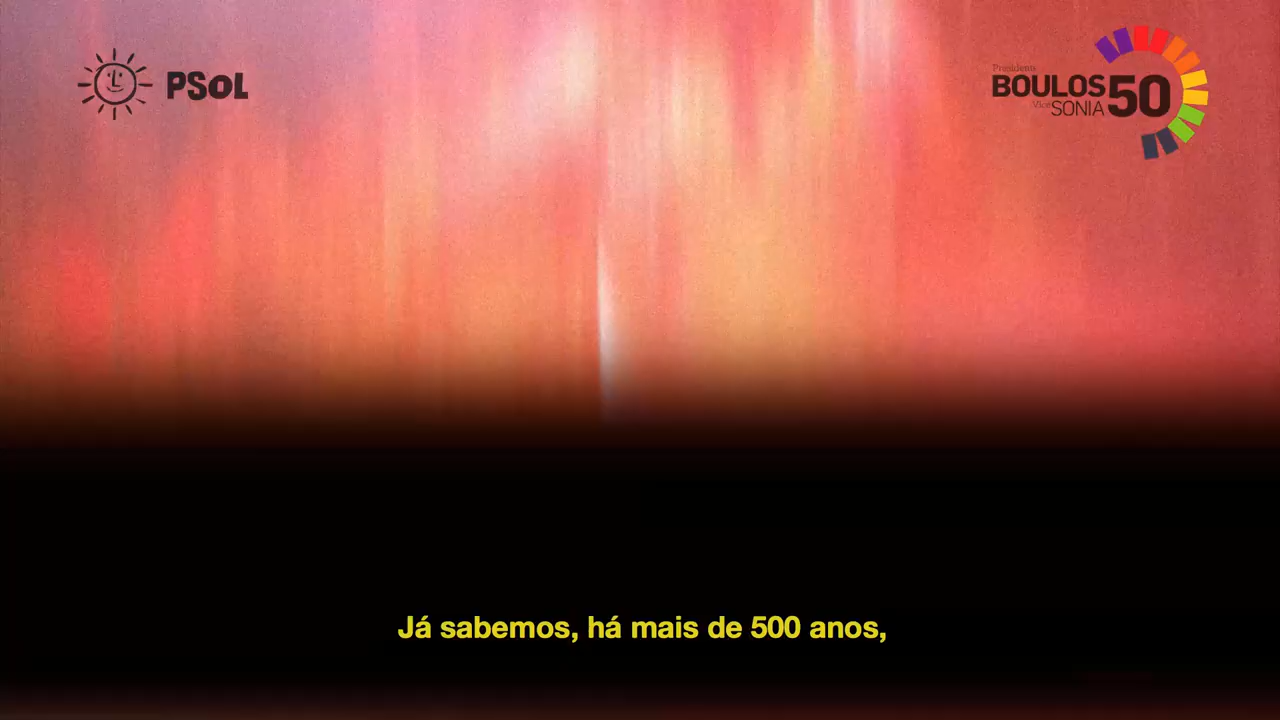 PSOL
Presidente
BOULOS 50
Vice SONIA
Já sabemos, há mais de 500 anos,